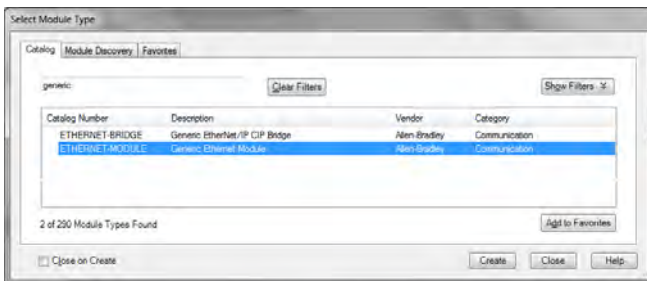 Select Module Type
Catalog Module Discovery Favorites
generic Clear Filters Show Filters
Catalog Number Description Vendor Category
ETHERNET-BRIDGE Generic EtherNet/IP CIP Bridge Allen-Bradley Communication
ETHERNET-MODULE Generic Ethernet Module Allen-Bradley Communication
2 of 290 Module Types Found Add to Favorites
Close on Create Create Close Help